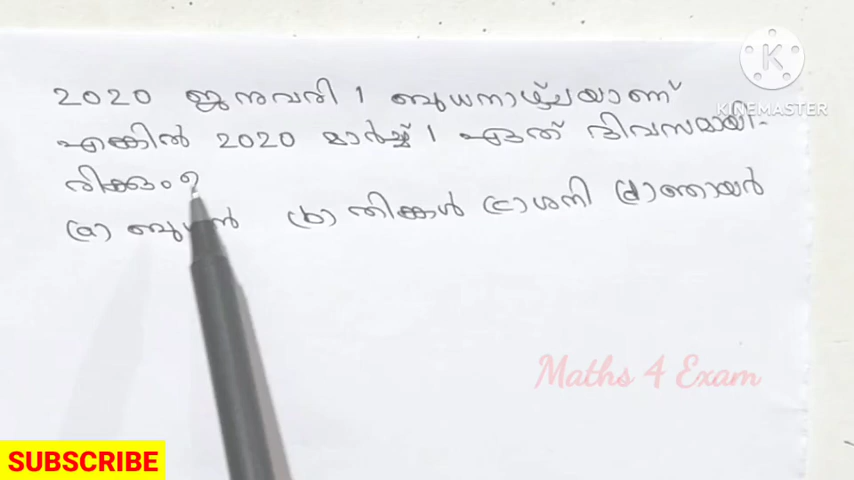 KINEMASTER
2020 ജനുവരി 1 ബുധനാഴ്ചയാണ്
എങ്കിൽ 2020 മാർച്ച് 1 ഏത് ദിവസമായി-
രിക്കും?
(a) ബുധൻ (b) തിങ്കൾ (c) ശനി (d) ഞായർ
Maths 4 Exam
SUBSCRIBE